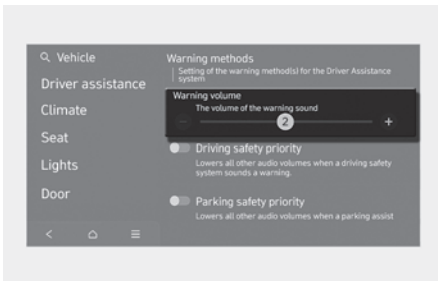 Vehicle
Driver assistance
Climate
Seat
Lights
Door
Warning methods
Setting of the warning method(s) for the Driver Assistance
system
Warning volume
The volume of the warning sound
- 2 +
Driving safety priority
Lowers all other audio volumes when a driving safety
system sounds a warning.
Parking safety priority
Lowers all other audio volumes when a parking assist